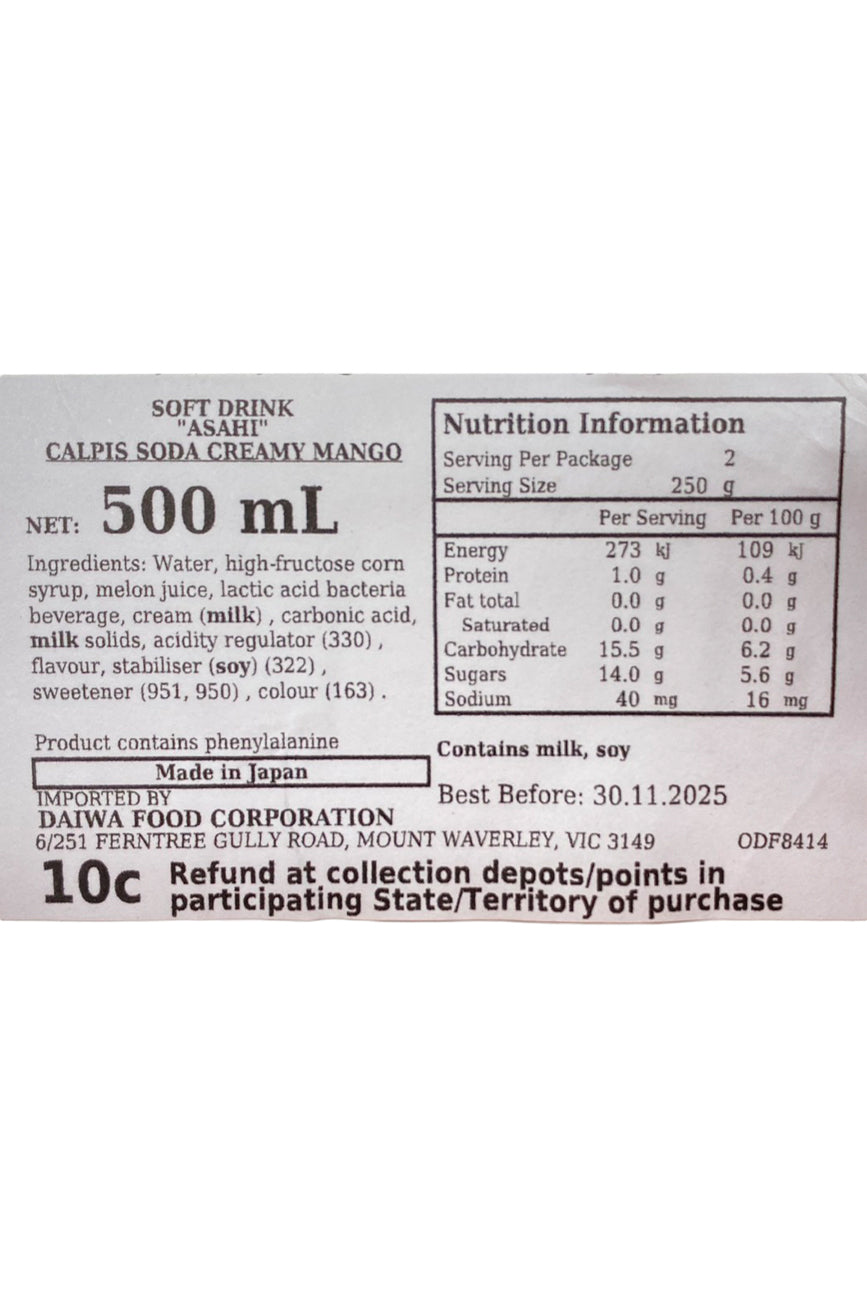 SOFT DRINK
"ASAHI"
CALPIS SODA CREAMY MANGO
NET: 500 mL
Ingredients: Water, high-fructose corn
syrup, melon juice, lactic acid bacteria
beverage, cream (milk) , carbonic acid,
milk solids, acidity regulator (330) ,
flavour, stabiliser (soy) (322) ,
sweetener (951, 950) , colour (163) .
Product contains phenylalanine
Made in Japan
Nutrition Information
Serving Per Package 2
Serving Size 250 g
Per Serving Per 100 g
Energy 273 kJ 109 kJ
Protein 1.0 g 0.4 g
Fat total 0.0 g 0.0 g
Saturated 0.0 g 0.0 g
Carbohydrate 15.5 g 6.2 g
Sugars 14.0 g 5.6 g
Sodium 40 mg 16 mg
Contains milk, soy
Best Before: 30.11.2025
IMPORTED BY
DAIWA FOOD CORPORATION
6/251 FERNTREE GULLY ROAD, MOUNT WAVERLEY, VIC 3149 ODF8414
10c Refund at collection depots/points in
participating State/Territory of purchase